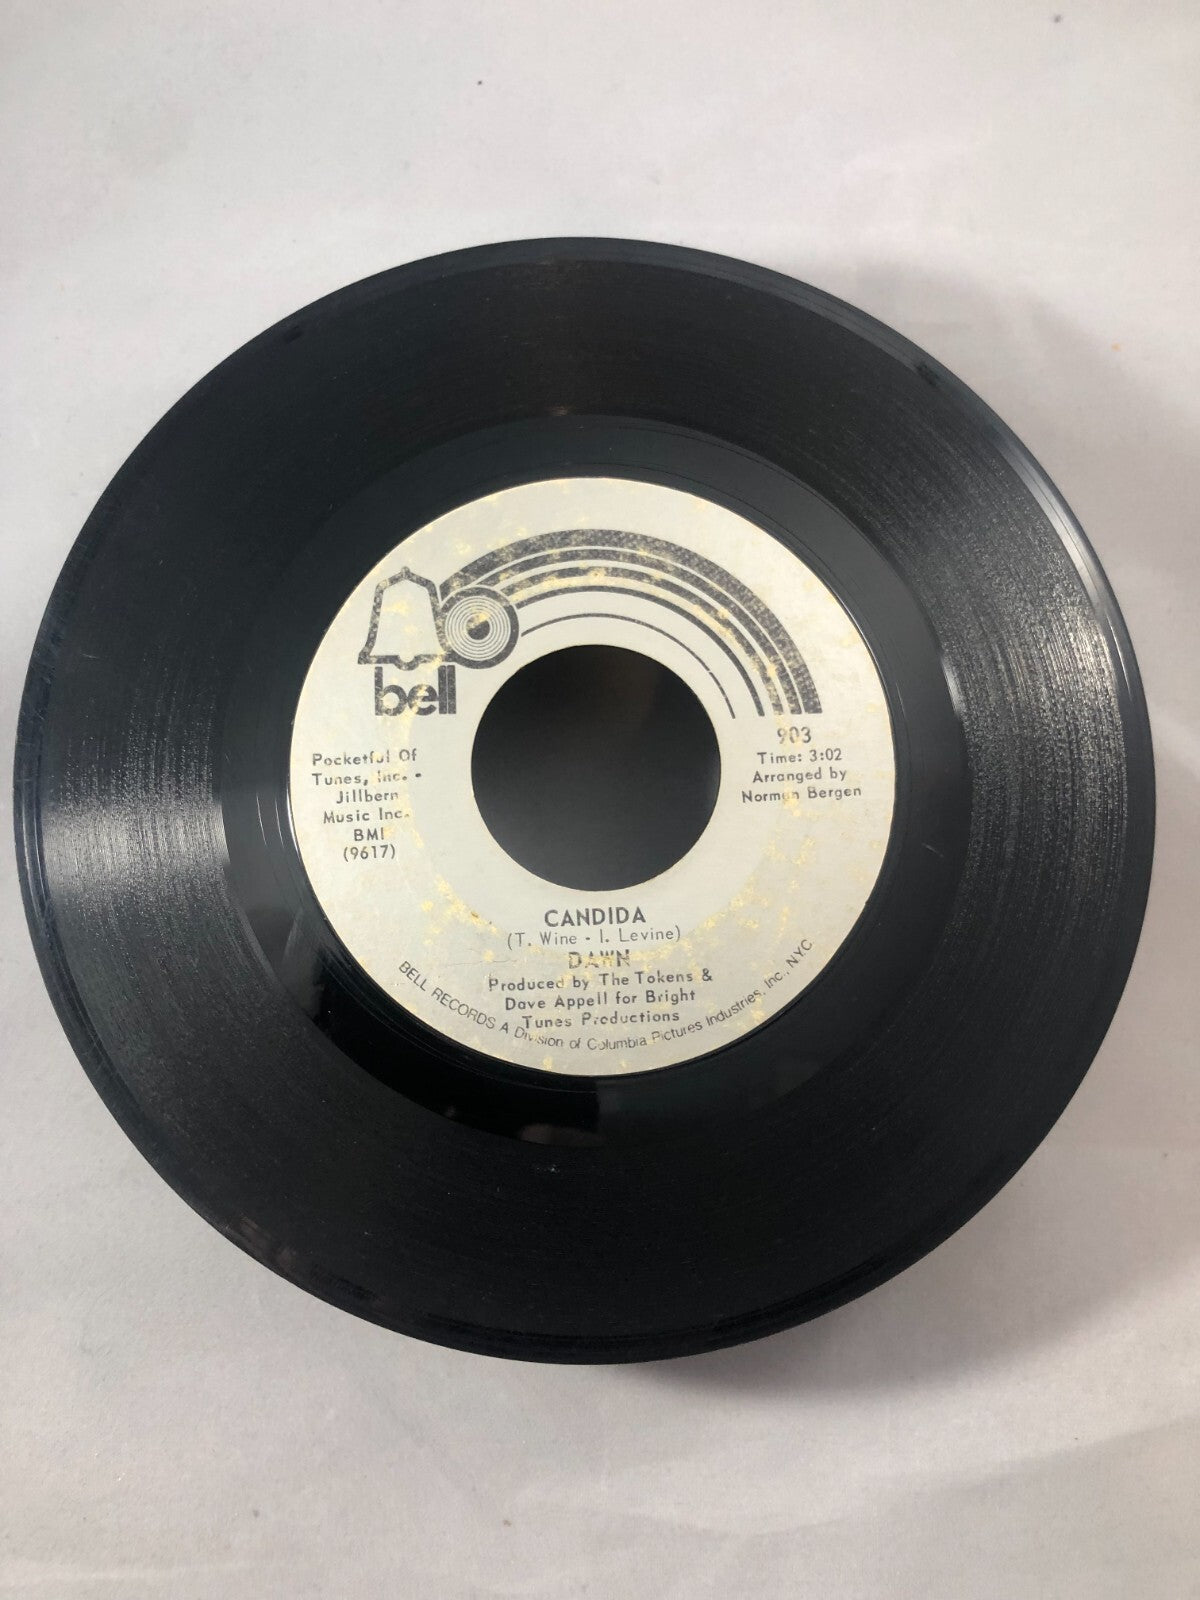 bell
903
Time: 3:02
Arranged by
Norman Bergen
Pocketful Of
Tunes, Inc. -
Jillbern
Music Inc.
BMI
(9617)
CANDIDA
(T. Wine - I. Levine)
DAWN
Produced by The Tokens &
Dave Appell for Bright
Tunes Productions
BELL RECORDS A Division of Columbia Pictures Industries, Inc., N.Y.C